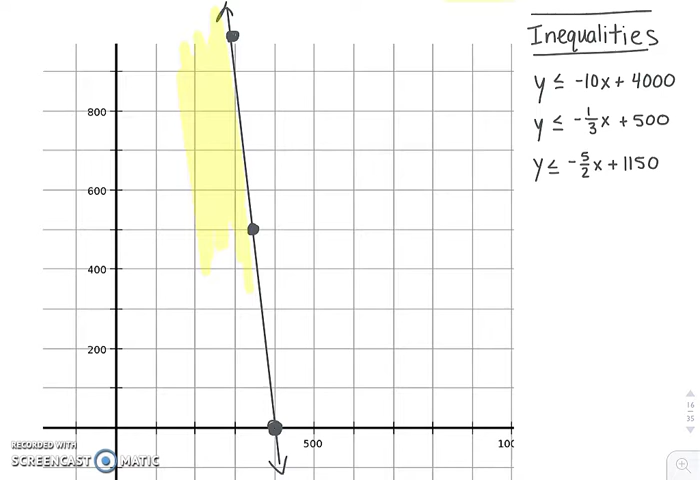 Inequalities
y ≤ -10x + 4000
y ≤ -1/3x + 500
y ≤ -5/2x + 1150
800
600
400
200
500
100
RECORDED WITH
SCREENCAST MATIC
16
35